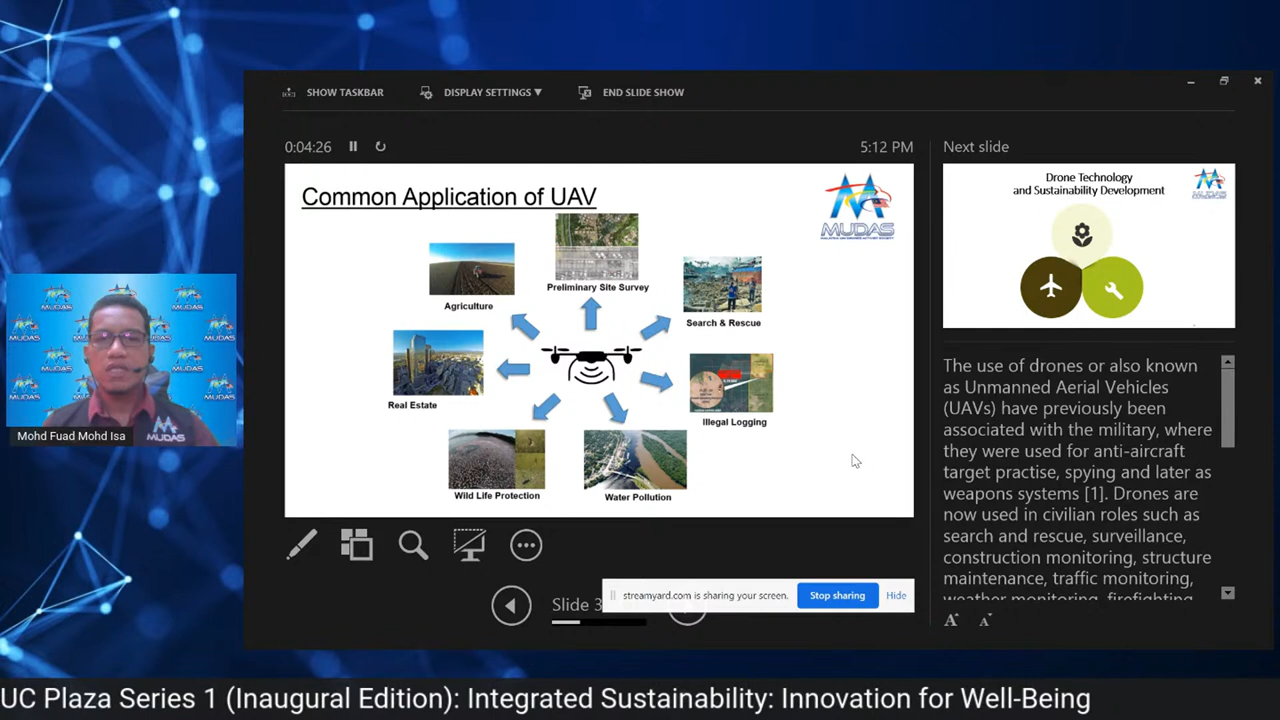 SHOW TASKBAR
DISPLAY SETTINGS ▼
END SLIDE SHOW
0:04:26
5:12 PM
Next slide
Common Application of UAV
MUDAS
Preliminary Site Survey
Agriculture
Search & Rescue
Real Estate
Illegal Logging
Wild Life Protection
Water Pollution
Drone Technology
and Sustainability Development
The use of drones or also known
as Unmanned Aerial Vehicles
(UAVs) have previously been
associated with the military, where
they were used for anti-aircraft
target practise, spying and later as
weapons systems [1]. Drones are
now used in civilian roles such as
search and rescue, surveillance,
construction monitoring, structure
maintenance, traffic monitoring,
weather monitoring, firefighting,
MUDAS
Mohd Fuad Mohd Isa
Slide 3
streamyard.com is sharing your screen.
Stop sharing
Hide
UC Plaza Series 1 (Inaugural Edition): Integrated Sustainability: Innovation for Well-Being